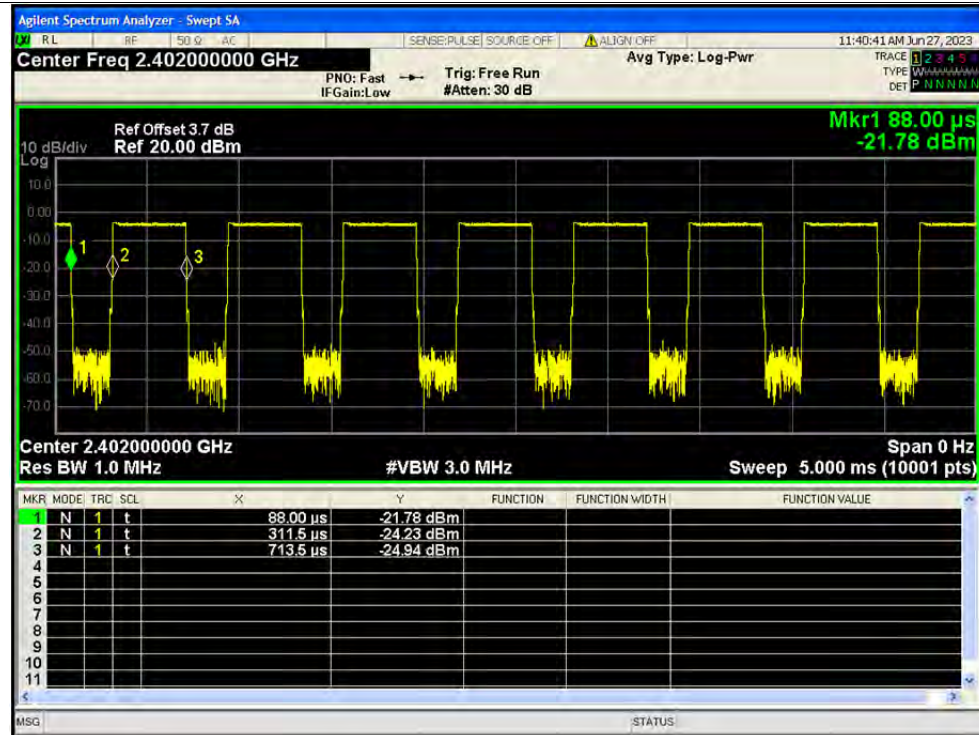 Agilent Spectrum Analyzer - Swept SA
RL RF 50 Ω AC SENSE:PULSE SOURCE OFF ALIGN OFF 11:40:41 AM Jun 27, 2023
Center Freq 2.402000000 GHz
Avg Type: Log-Pwr
TRACE 1 2 3 4 5 6
PNO: Fast Trig: Free Run
TYPE
IFGain:Low #Atten: 30 dB
DET P N N N N N
Mkr1 88.00 µs
Ref Offset 3.7 dB
10 dB/div Ref 20.00 dBm
-21.78 dBm
Log
10.0
0.00
-10.0
1
2
3
-20.0
-30.0
-40.0
-50.0
-60.0
-70.0
Center 2.402000000 GHz Span 0 Hz
Res BW 1.0 MHz #VBW 3.0 MHz Sweep 5.000 ms (10001 pts)
MKR MODE TRC SCL X Y FUNCTION FUNCTION WIDTH FUNCTION VALUE
1 N 1 t 88.00 µs -21.78 dBm
2 N 1 t 311.5 µs -24.23 dBm
3 N 1 t 713.5 µs -24.94 dBm
4
5
6
7
8
9
10
11
MSG STATUS